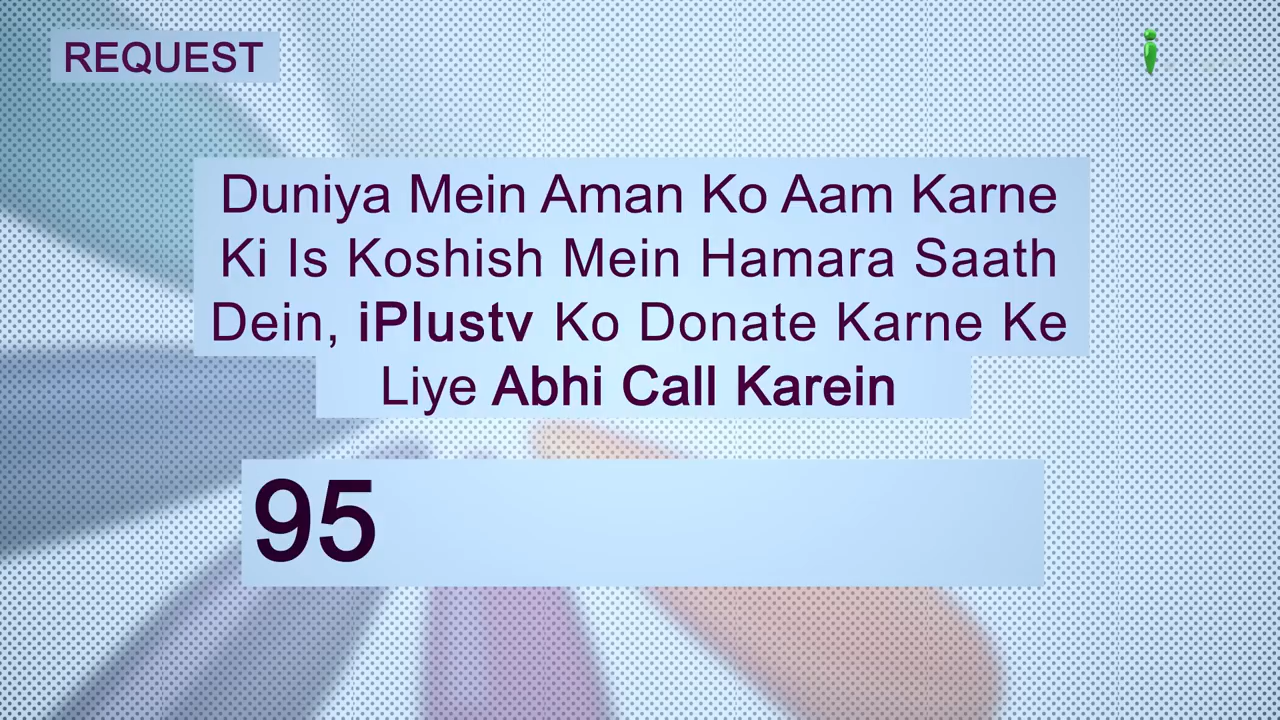 REQUEST
Duniya Mein Aman Ko Aam Karne
Ki Is Koshish Mein Hamara Saath
Dein, iPlustv Ko Donate Karne Ke
Liye Abhi Call Karein
95